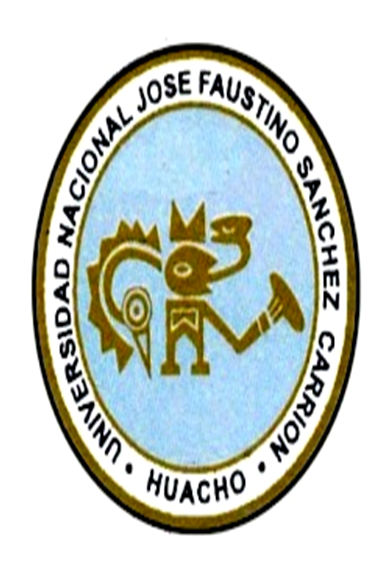 UNIVERSIDAD NACIONAL JOSE FAUSTINO SANCHEZ CARRION
• HUACHO •